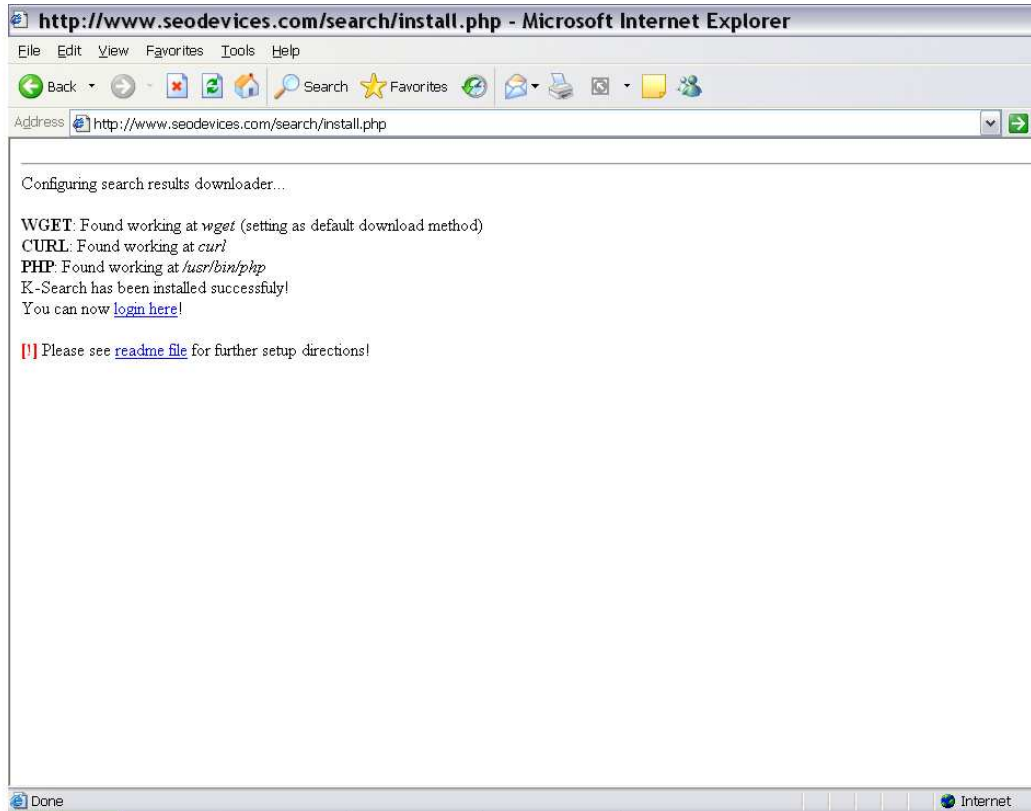 http://www.seodevices.com/search/install.php - Microsoft Internet Explorer
File Edit View Favorites Tools Help
Back Search Favorites
Address http://www.seodevices.com/search/install.php
Configuring search results downloader...
WGET: Found working at wget (setting as default download method)
CURL: Found working at curl
PHP: Found working at /usr/bin/php
K-Search has been installed successfuly!
You can now login here!
[!] Please see readme file for further setup directions!
Done Internet